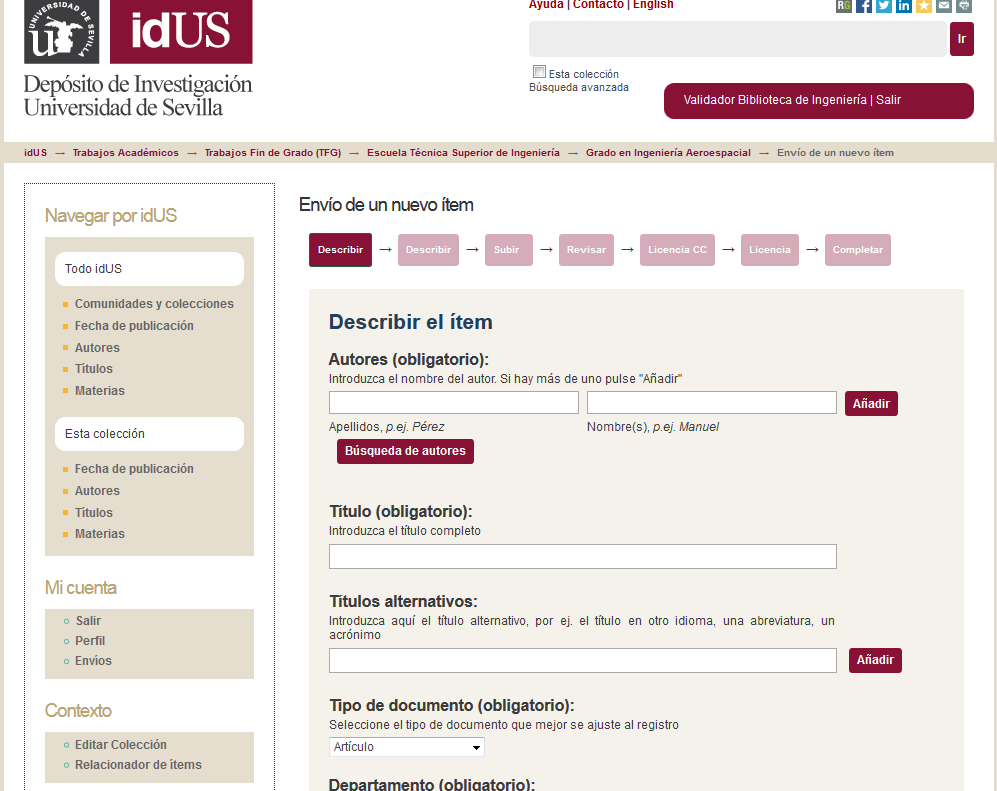 Ayuda | Contacto | English
RG
UNIVERSIDAD DE SEVILLA
idUS
Depósito de Investigación
Universidad de Sevilla
Ir
Esta colección
Búsqueda avanzada
Validador Biblioteca de Ingeniería | Salir
idUS → Trabajos Académicos → Trabajos Fin de Grado (TFG) → Escuela Técnica Superior de Ingeniería → Grado en Ingeniería Aeroespacial → Envío de un nuevo ítem
Navegar por idUS
Todo idUS
Comunidades y colecciones
Fecha de publicación
Autores
Títulos
Materias
Esta colección
Fecha de publicación
Autores
Títulos
Materias
Mi cuenta
Salir
Perfil
Envíos
Contexto
Editar Colección
Relacionador de ítems
Envío de un nuevo ítem
Describir → Describir → Subir → Revisar → Licencia CC → Licencia → Completar
Describir el ítem
Autores (obligatorio):
Introduzca el nombre del autor. Si hay más de uno pulse "Añadir"
Añadir
Apellidos, p.ej. Pérez
Nombre(s), p.ej. Manuel
Búsqueda de autores
Título (obligatorio):
Introduzca el título completo
Títulos alternativos:
Introduzca aquí el título alternativo, por ej. el título en otro idioma, una abreviatura, un
acrónimo
Añadir
Tipo de documento (obligatorio):
Seleccione el tipo de documento que mejor se ajuste al registro
Artículo
Departamento (obligatorio):